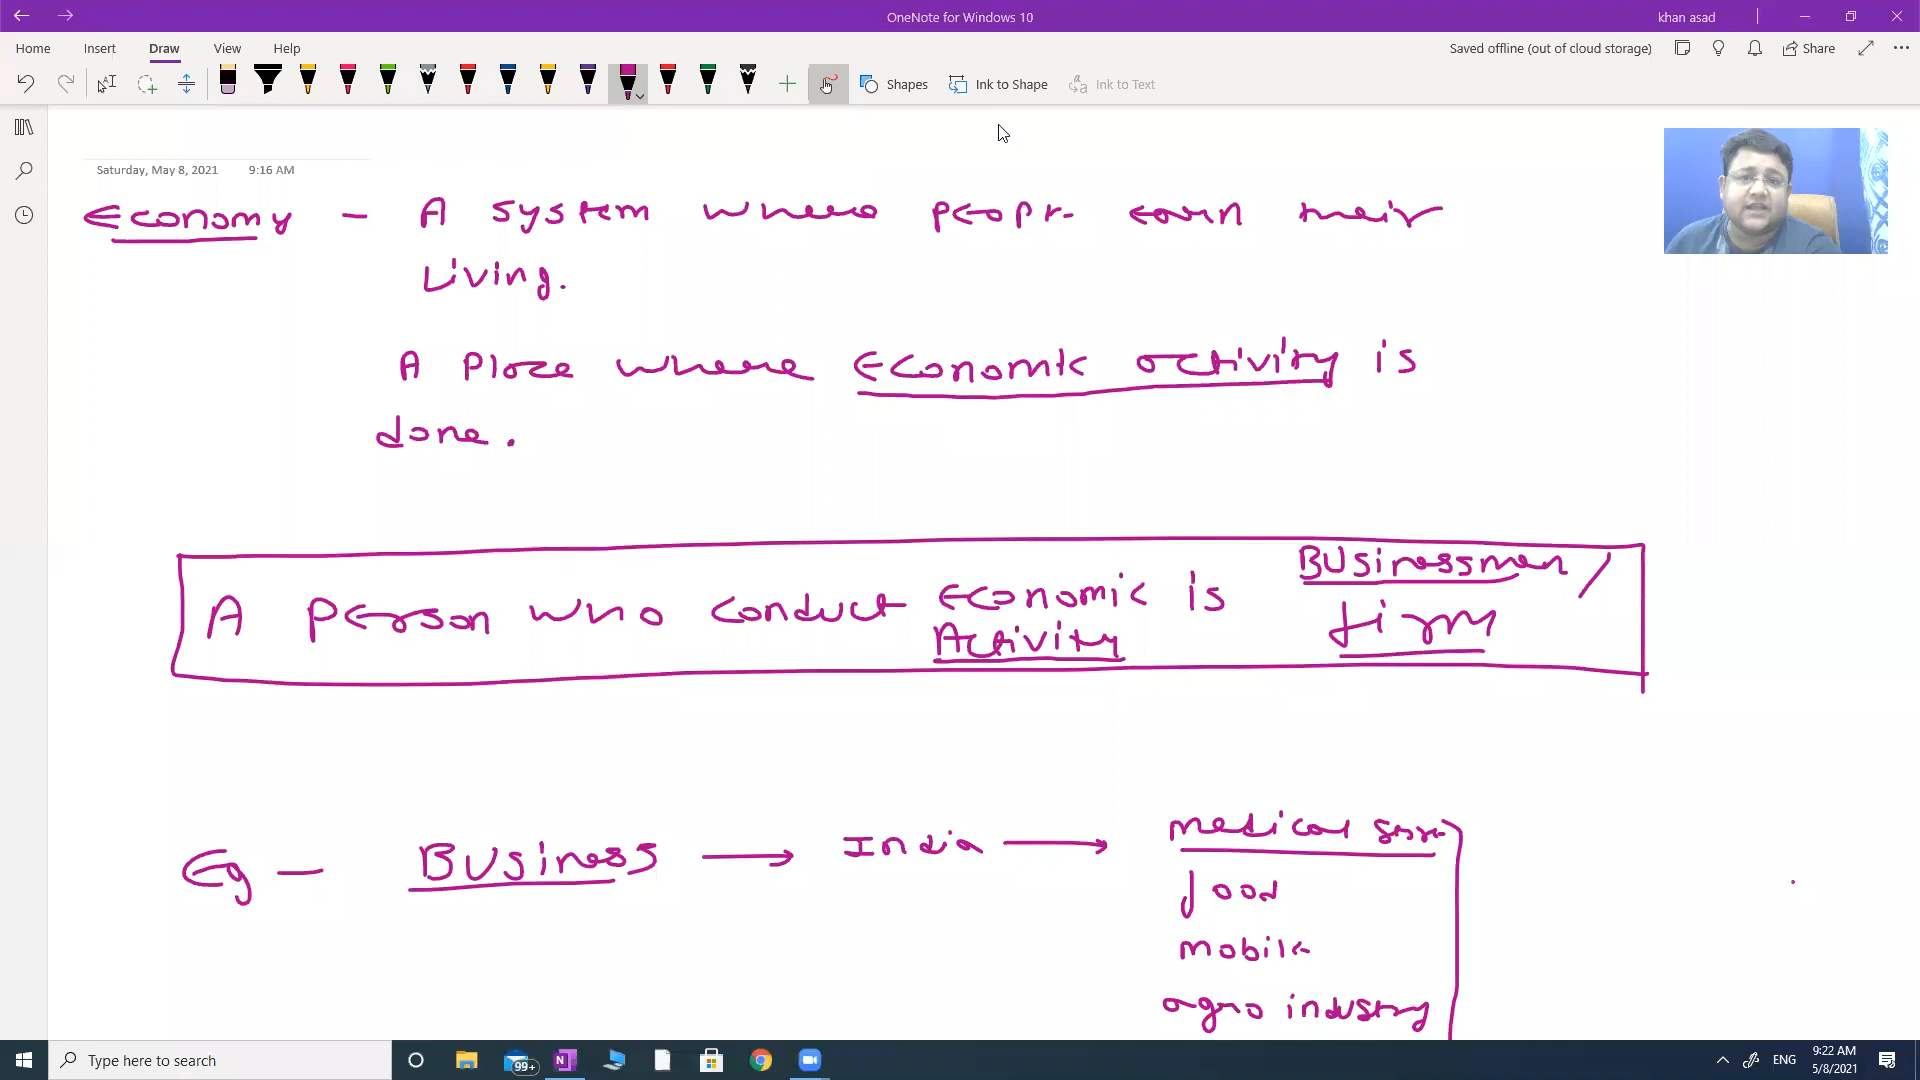 OneNote for Windows 10
khan asad
Home Insert Draw View Help
Saved offline (out of cloud storage)
Share
Shapes
Ink to Shape
Ink to Text
Saturday, May 8, 2021 9:16 AM
Economy - A system where people earn their
Living.
A Place where Economic activity is
done.
A Person who conduct Economic Activity is Businessmen / firm
Eg - Business → India → medical
food
mobile
agro industry
Type here to search
99+
ENG
9:22 AM
5/8/2021